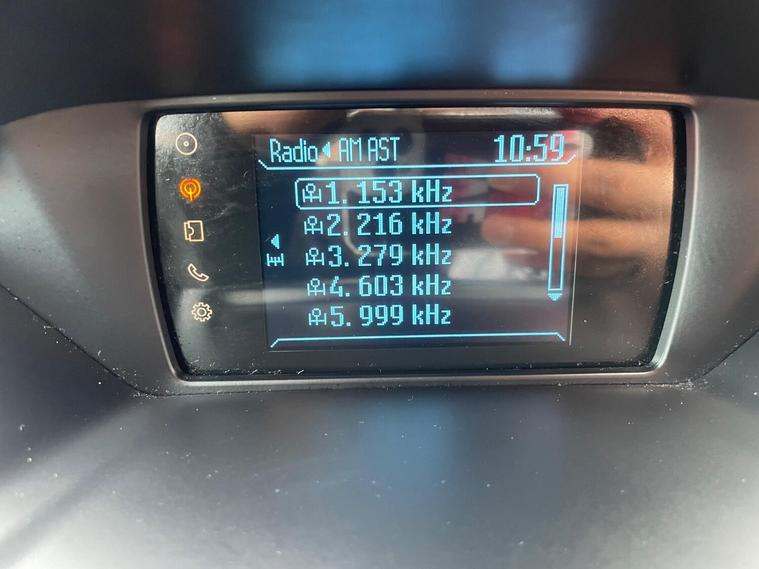 Radio AM AST 10:59
1. 153 kHz
2. 216 kHz
3. 279 kHz
4. 603 kHz
5. 999 kHz